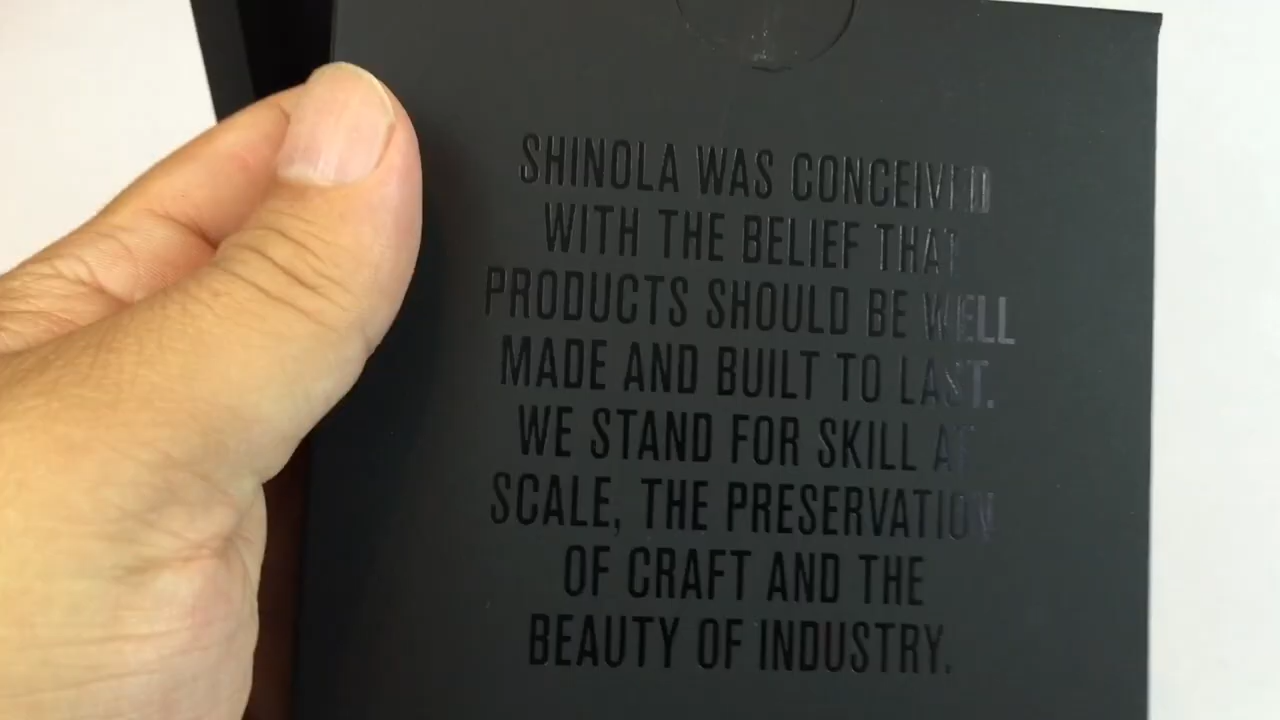 SHINOLA WAS CONCEIVED
WITH THE BELIEF THAT
PRODUCTS SHOULD BE WELL
MADE AND BUILT TO LAST.
WE STAND FOR SKILL AT
SCALE, THE PRESERVATION
OF CRAFT AND THE
BEAUTY OF INDUSTRY.